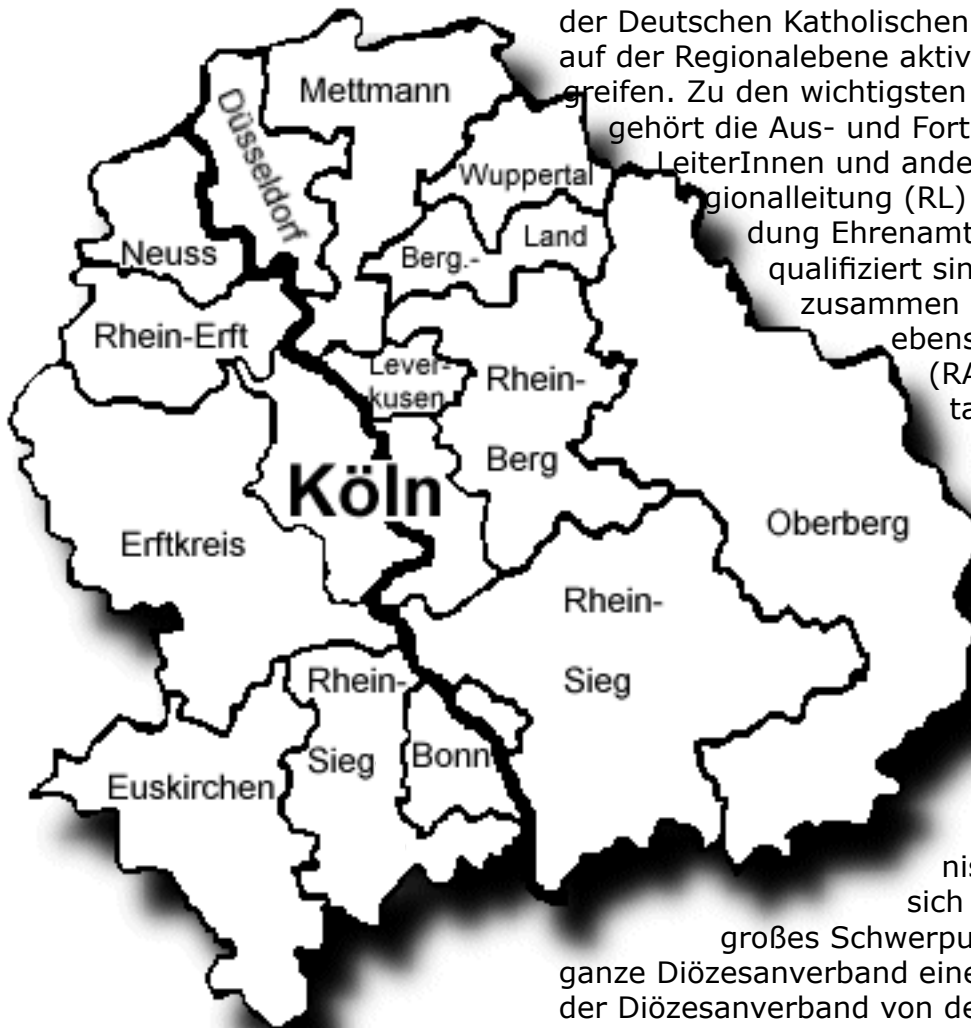 der Deutschen Katholischen
auf der Regionalebene aktiv
greifen. Zu den wichtigsten
gehört die Aus- und Fort
LeiterInnen und ande
gionalleitung (RL)
dung Ehrenamt
qualifiziert sin
zusammen
ebens
(RA
ta
Mettmann
Düsseldorf
Wuppertal
Neuss
Berg.-
Land
Rhein-Erft
Lever-
kusen
Rhein-
Berg
Köln
Erftkreis
Oberberg
Rhein-
Sieg
Rhein-
Sieg
Bonn
Euskirchen
nis
sich
großes Schwerpu
ganze Diözesanverband eine
der Diözesanverband von de